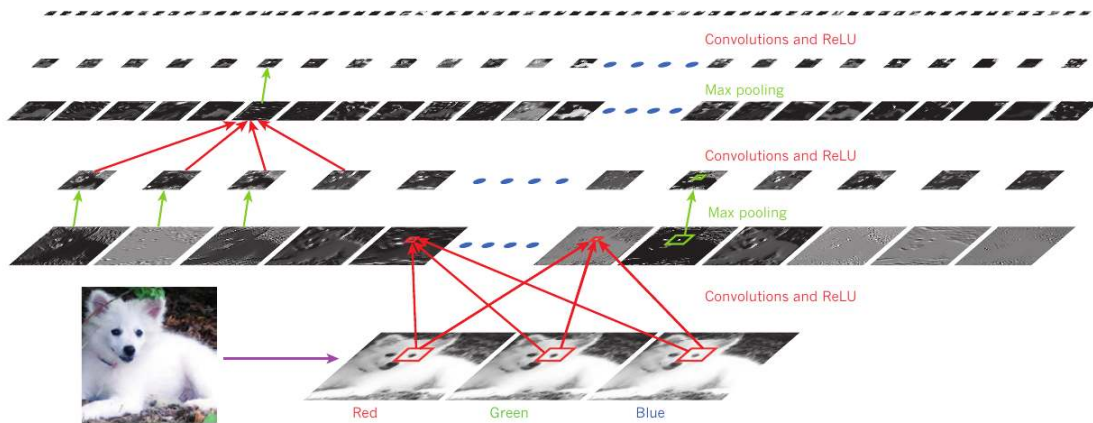 Convolutions and ReLU
Max pooling
Convolutions and ReLU
Max pooling
Convolutions and ReLU
Red
Green
Blue